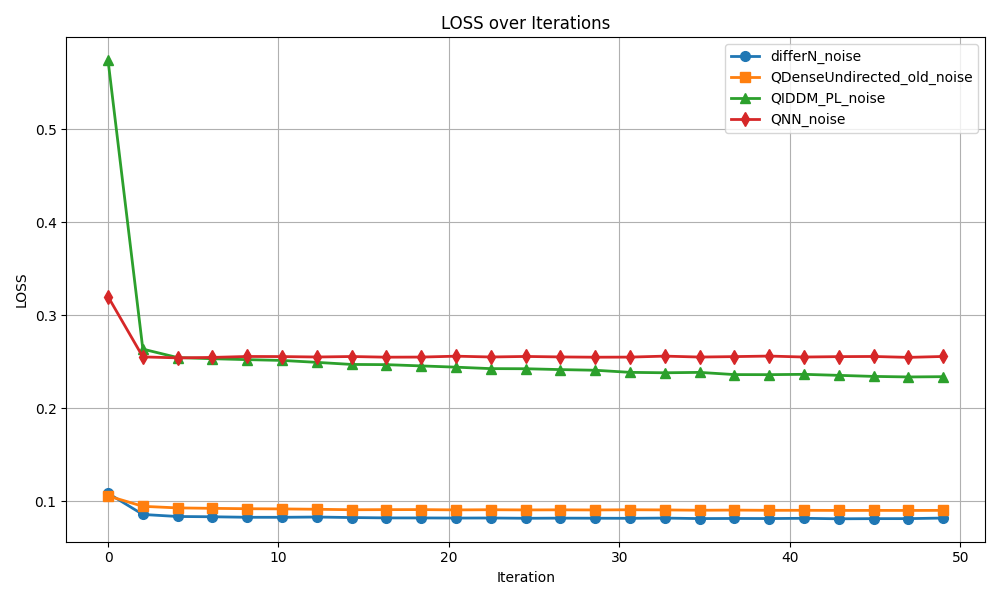 LOSS over Iterations
differN_noise
QDenseUndirected_old_noise
QIDDM_PL_noise
QNN_noise
LOSS
0.5
0.4
0.3
0.2
0.1
0 10 20 30 40 50
Iteration